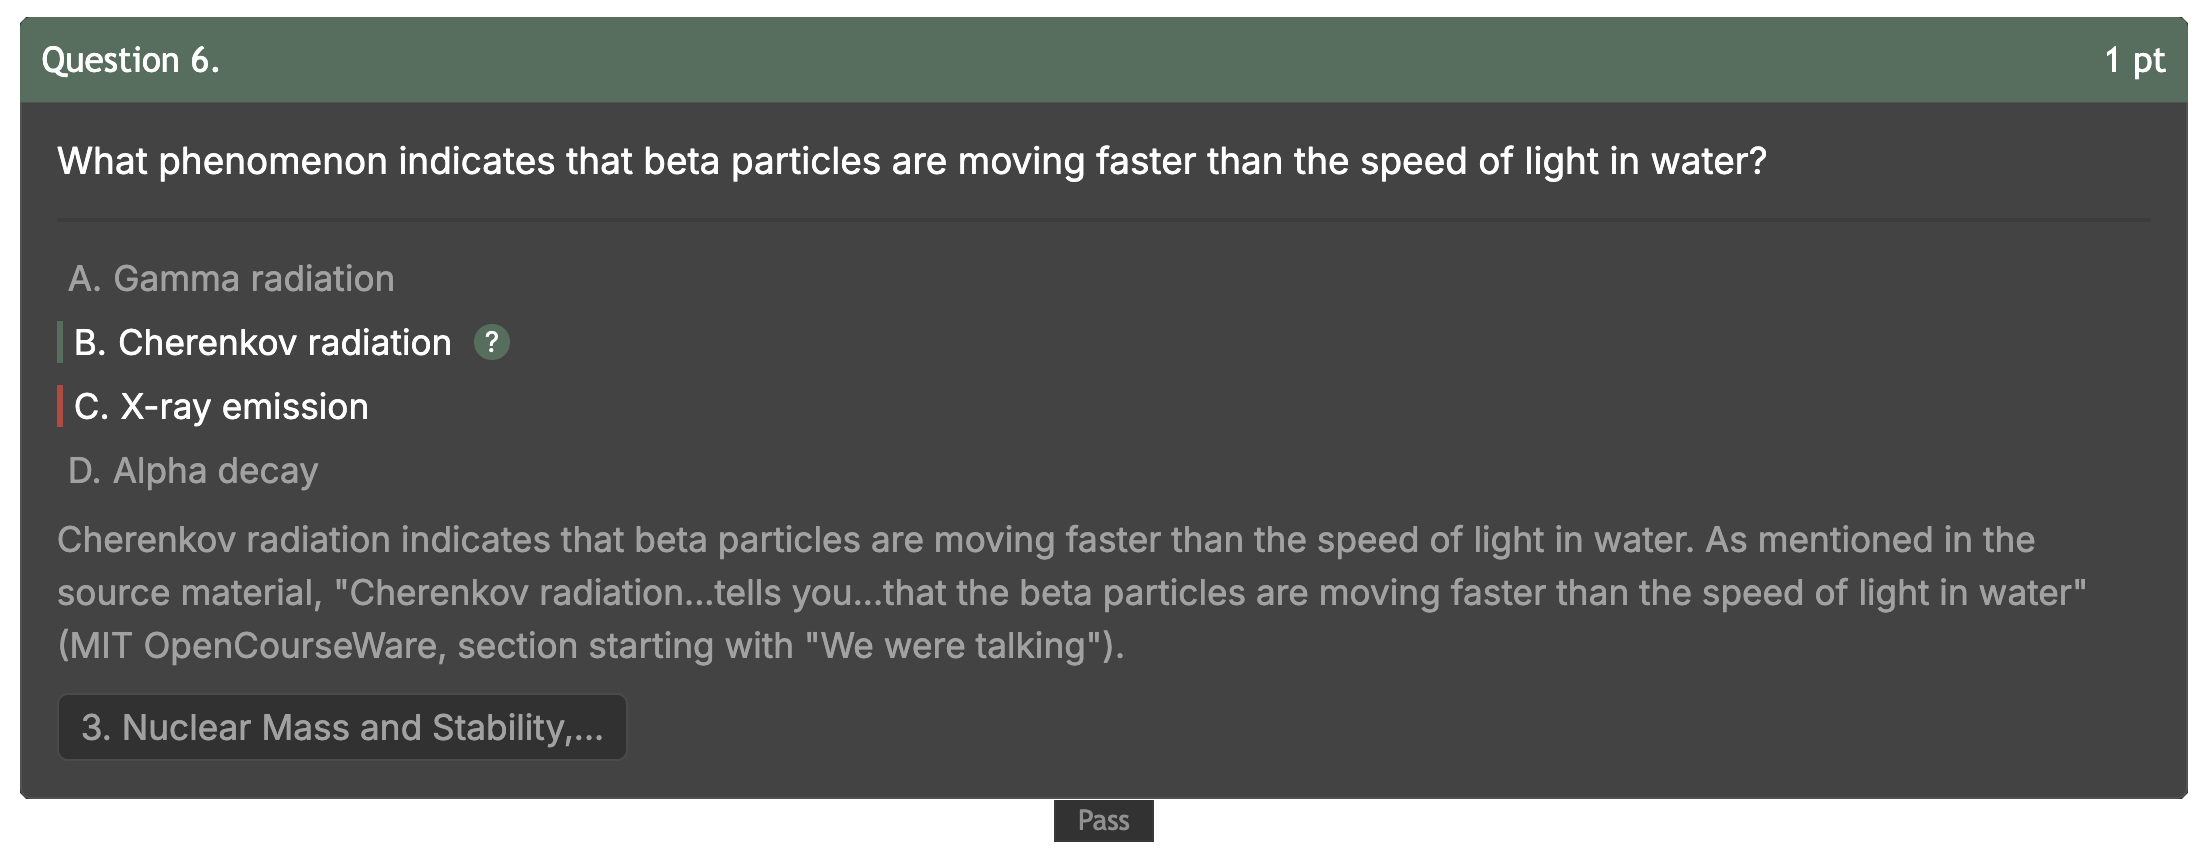 Question 6.
1 pt
What phenomenon indicates that beta particles are moving faster than the speed of light in water?
A. Gamma radiation
B. Cherenkov radiation ?
C. X-ray emission
D. Alpha decay
Cherenkov radiation indicates that beta particles are moving faster than the speed of light in water. As mentioned in the
source material, "Cherenkov radiation...tells you...that the beta particles are moving faster than the speed of light in water"
(MIT OpenCourseWare, section starting with "We were talking").
3. Nuclear Mass and Stability,...
Pass